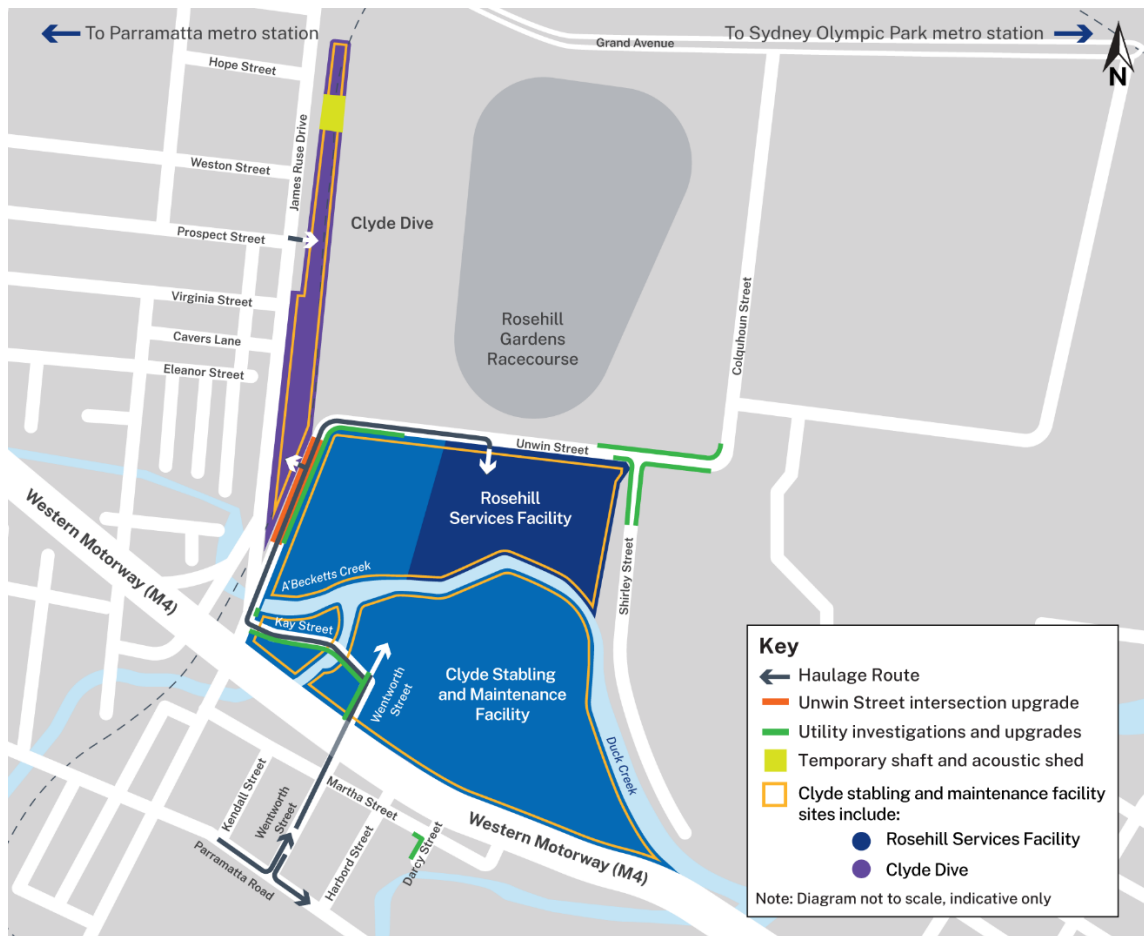 To Parramatta metro station
To Sydney Olympic Park metro station
Grand Avenue
N
Hope Street
James Ruse Drive
Weston Street
Clyde Dive
Prospect Street
Virginia Street
Cavers Lane
Eleanor Street
Rosehill
Gardens
Racecourse
Colquhoun Street
Unwin Street
Rosehill
Services Facility
Western Motorway (M4)
A'Becketts Creek
Kay Street
Shirley Street
Wentworth
Street
Clyde Stabling
and Maintenance
Facility
Duck Creek
Kendall Street
Wentworth
Street
Martha Street
Harbord Street
Darcy Street
Parramatta Road
Western Motorway (M4)
Key
Haulage Route
Unwin Street intersection upgrade
Utility investigations and upgrades
Temporary shaft and acoustic shed
Clyde stabling and maintenance facility
sites include:
Rosehill Services Facility
Clyde Dive
Note: Diagram not to scale, indicative only